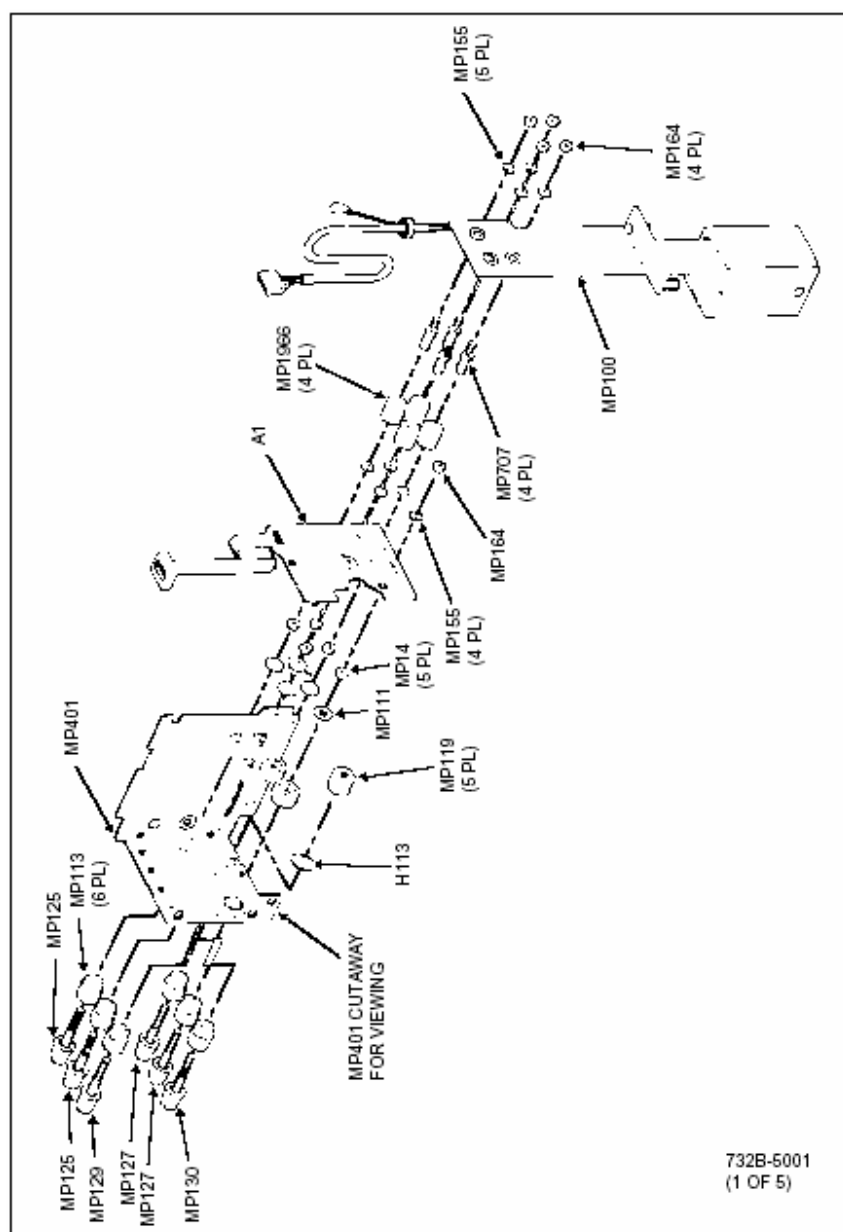 MP155
(5 PL)
MP164
(4 PL)
MP1966
(4 PL)
A1
MP100
MP707
(4 PL)
MP164
MP155
(4 PL)
MP14
(5 PL)
MP111
MP401
MP119
(5 PL)
H113
MP113
(6 PL)
MP125
MP401 CUTAWAY
FOR VIEWING
MP125
MP129
MP127
MP127
MP130
732B-5001
(1 OF 5)